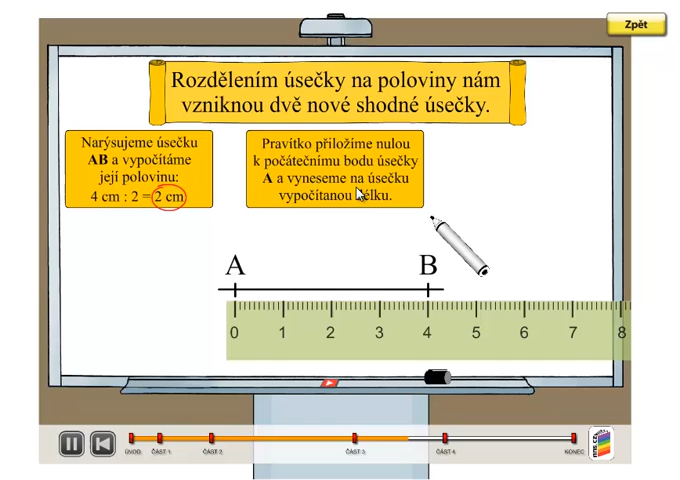 Zpět
Rozdělením úsečky na poloviny nám
vzniknou dvě nové shodné úsečky.
Narýsujeme úsečku
AB a vypočítáme
její polovinu:
4 cm : 2 = 2 cm
Pravítko přiložíme nulou
k počátečnímu bodu úsečky
A a vyneseme na úsečku
vypočítanou délku.
A B
0 1 2 3 4 5 6 7 8
ÚVOD ČÁST 1 ČÁST 2 ČÁST 3 ČÁST 4 KONEC